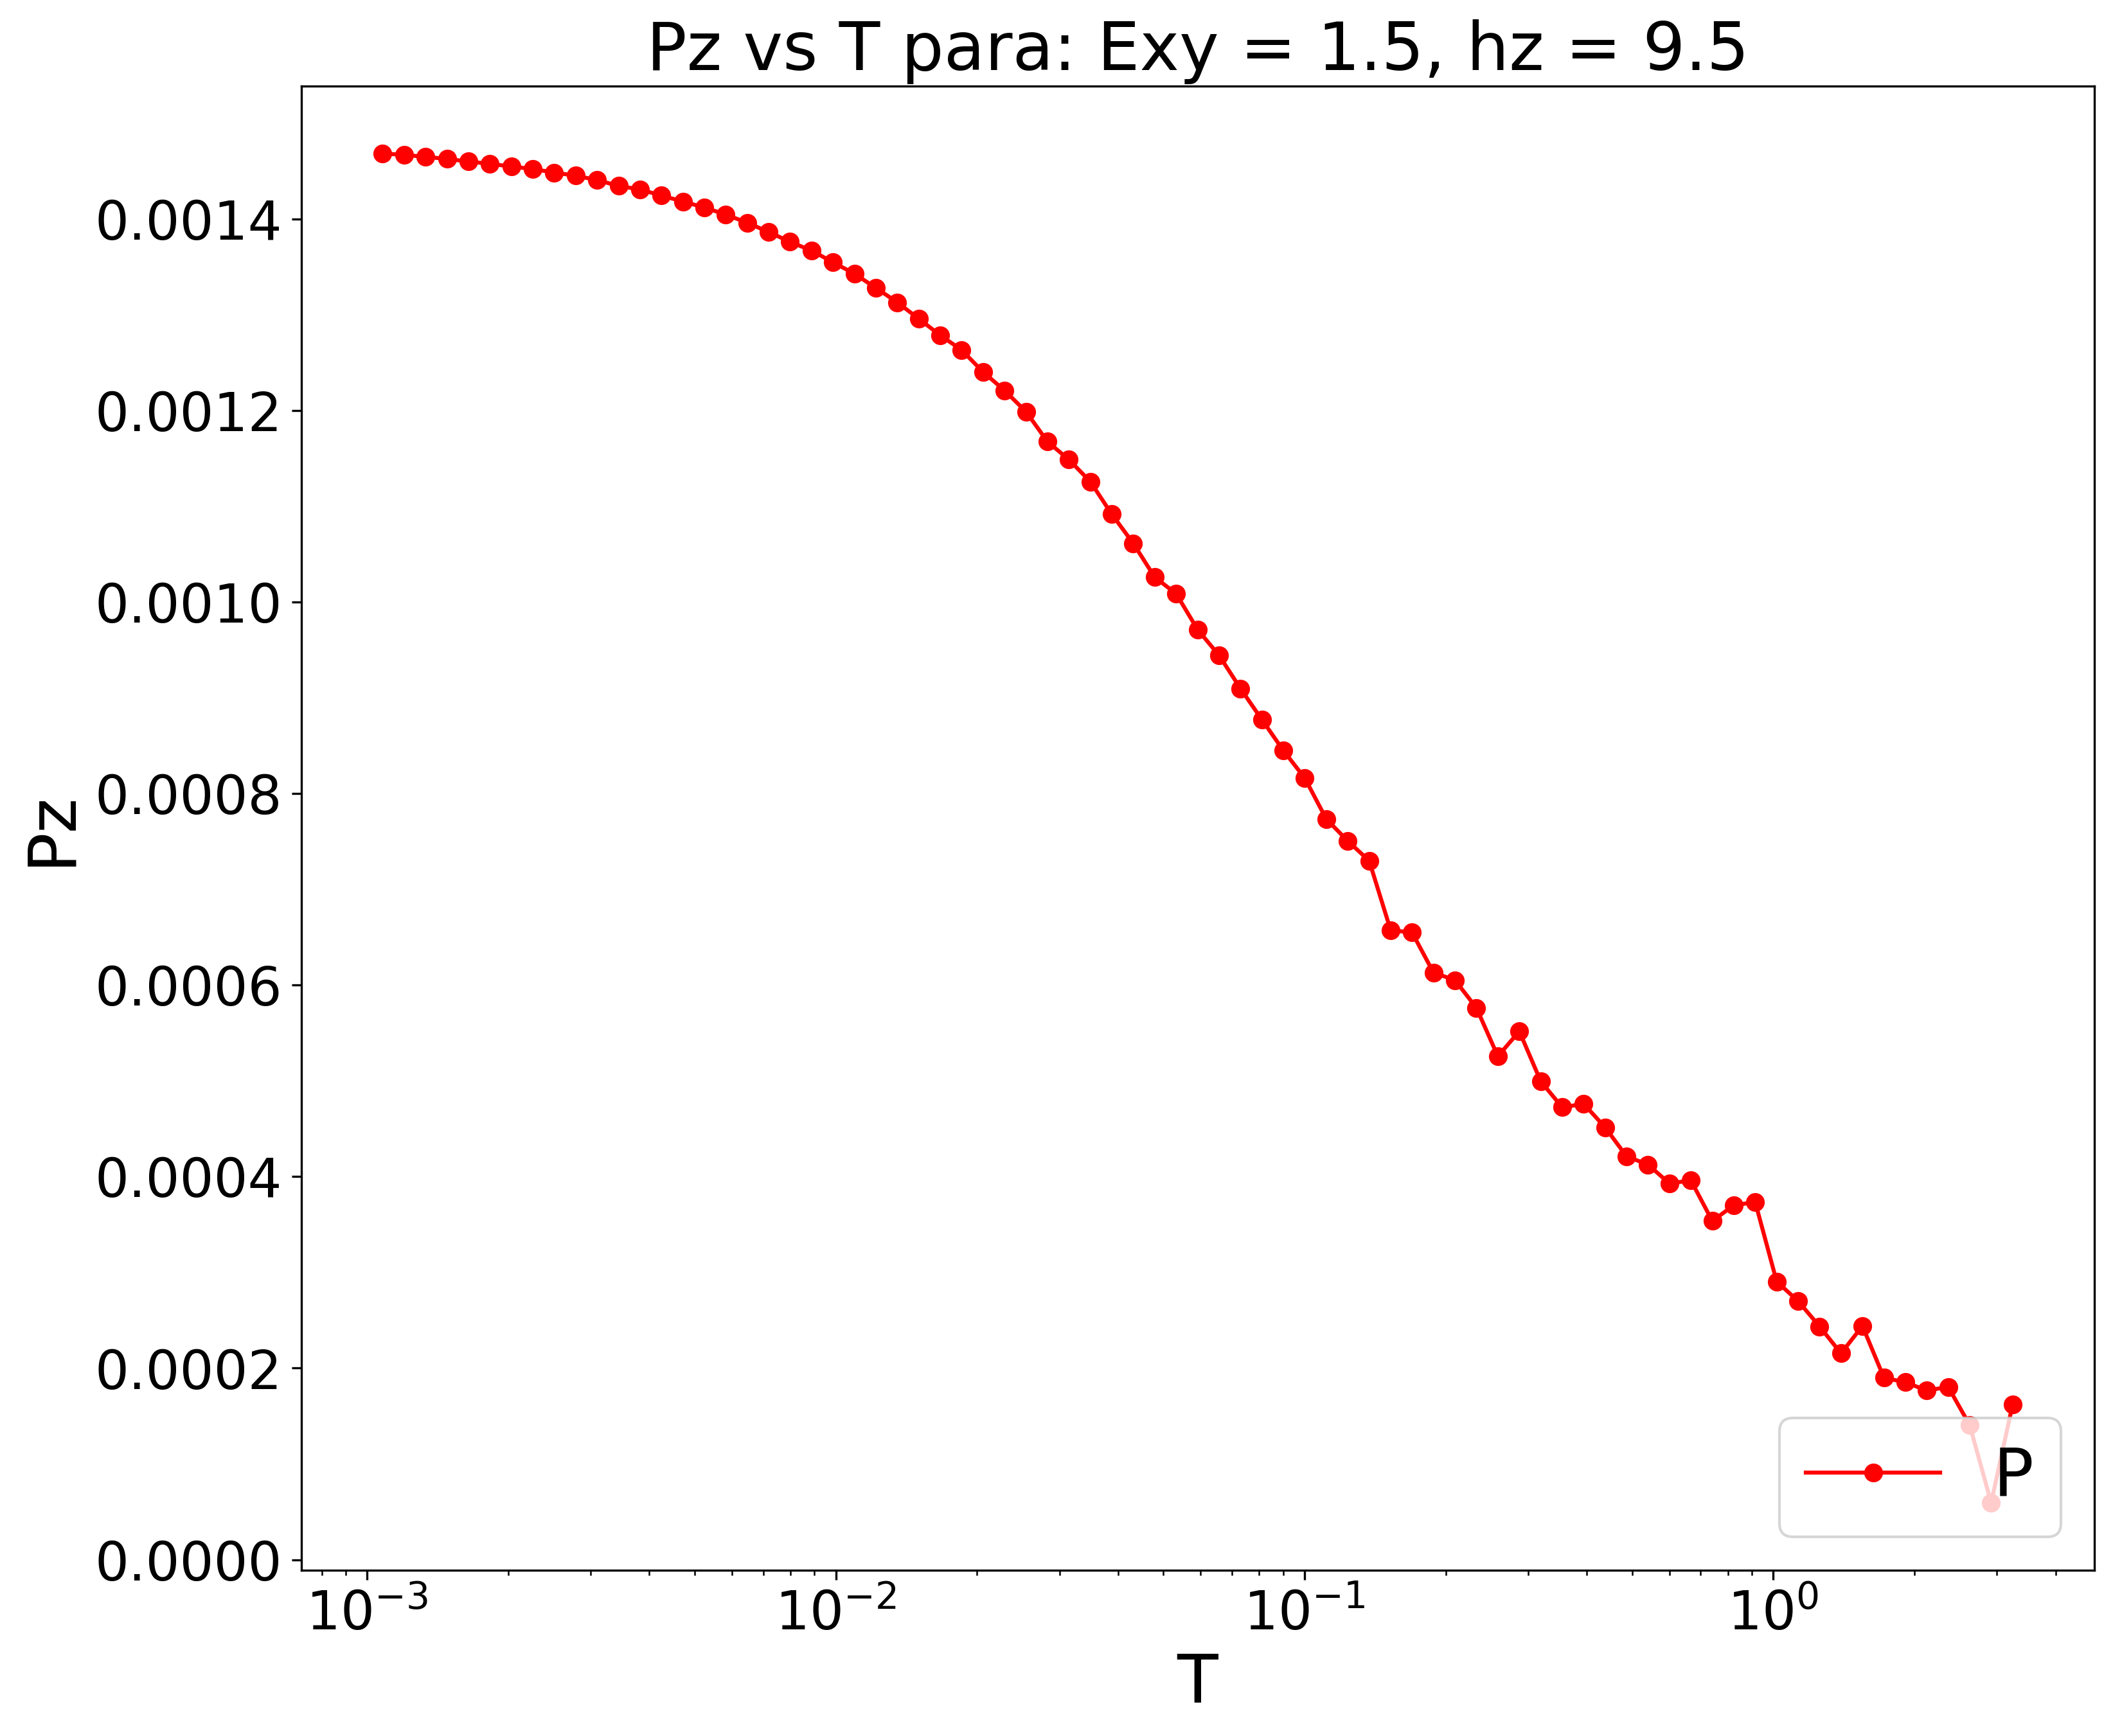 Pz vs T para: Exy = 1.5, hz = 9.5
Pz
0.0014
0.0012
0.0010
0.0008
0.0006
0.0004
0.0002
0.0000
P
10⁻³ 10⁻² 10⁻¹ 10⁰
T